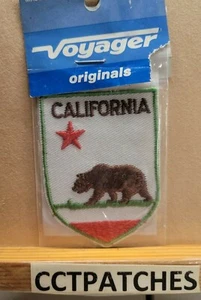 Voyager
originals
CALIFORNIA
CCTPATCHES